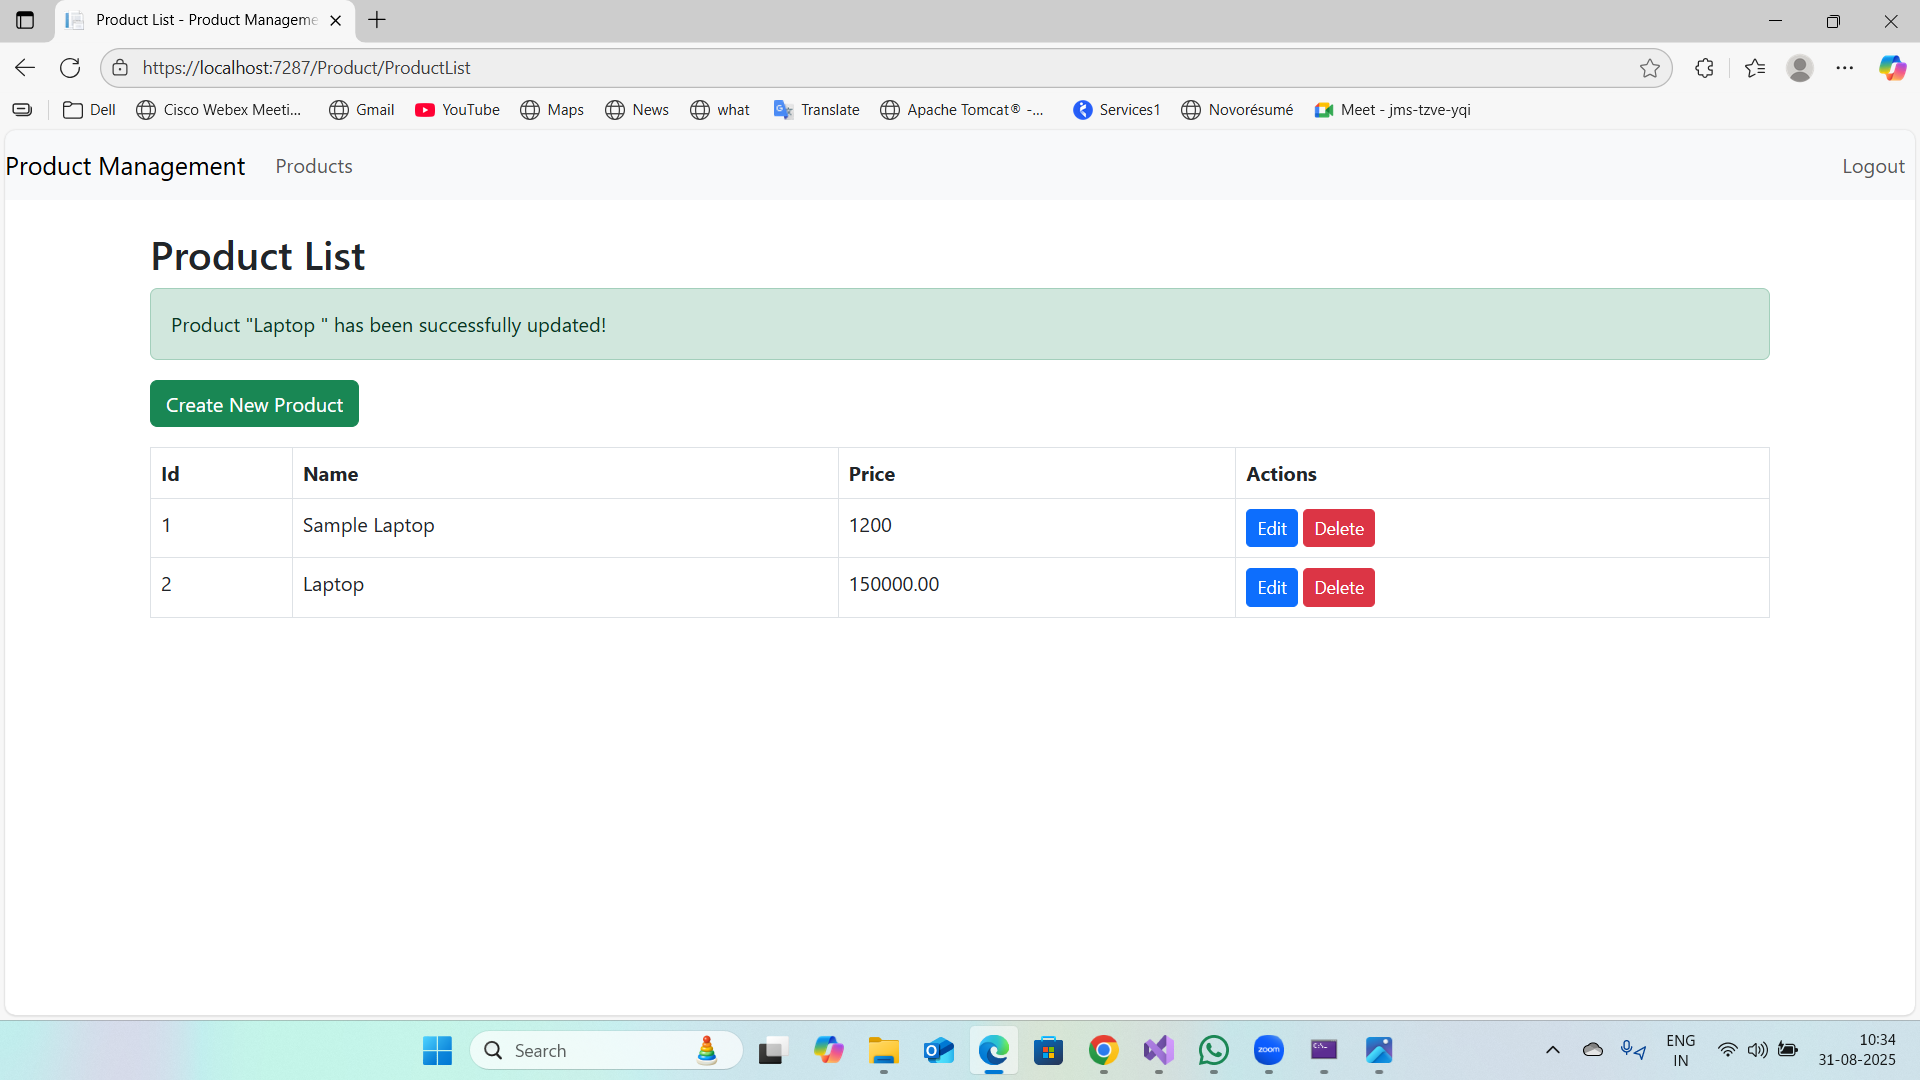 Product List - Product Manageme
https://localhost:7287/Product/ProductList
Dell
Cisco Webex Meeti...
Gmail
YouTube
Maps
News
what
Translate
Apache Tomcat® -...
Services1
Novorésumé
Meet - jms-tzve-yqi
Product Management
Products
Logout
Product List
Product "Laptop " has been successfully updated!
Create New Product
Id Name Price Actions
1 Sample Laptop 1200 Edit Delete
2 Laptop 150000.00 Edit Delete
Search
zoom
ENG
IN
10:34
31-08-2025